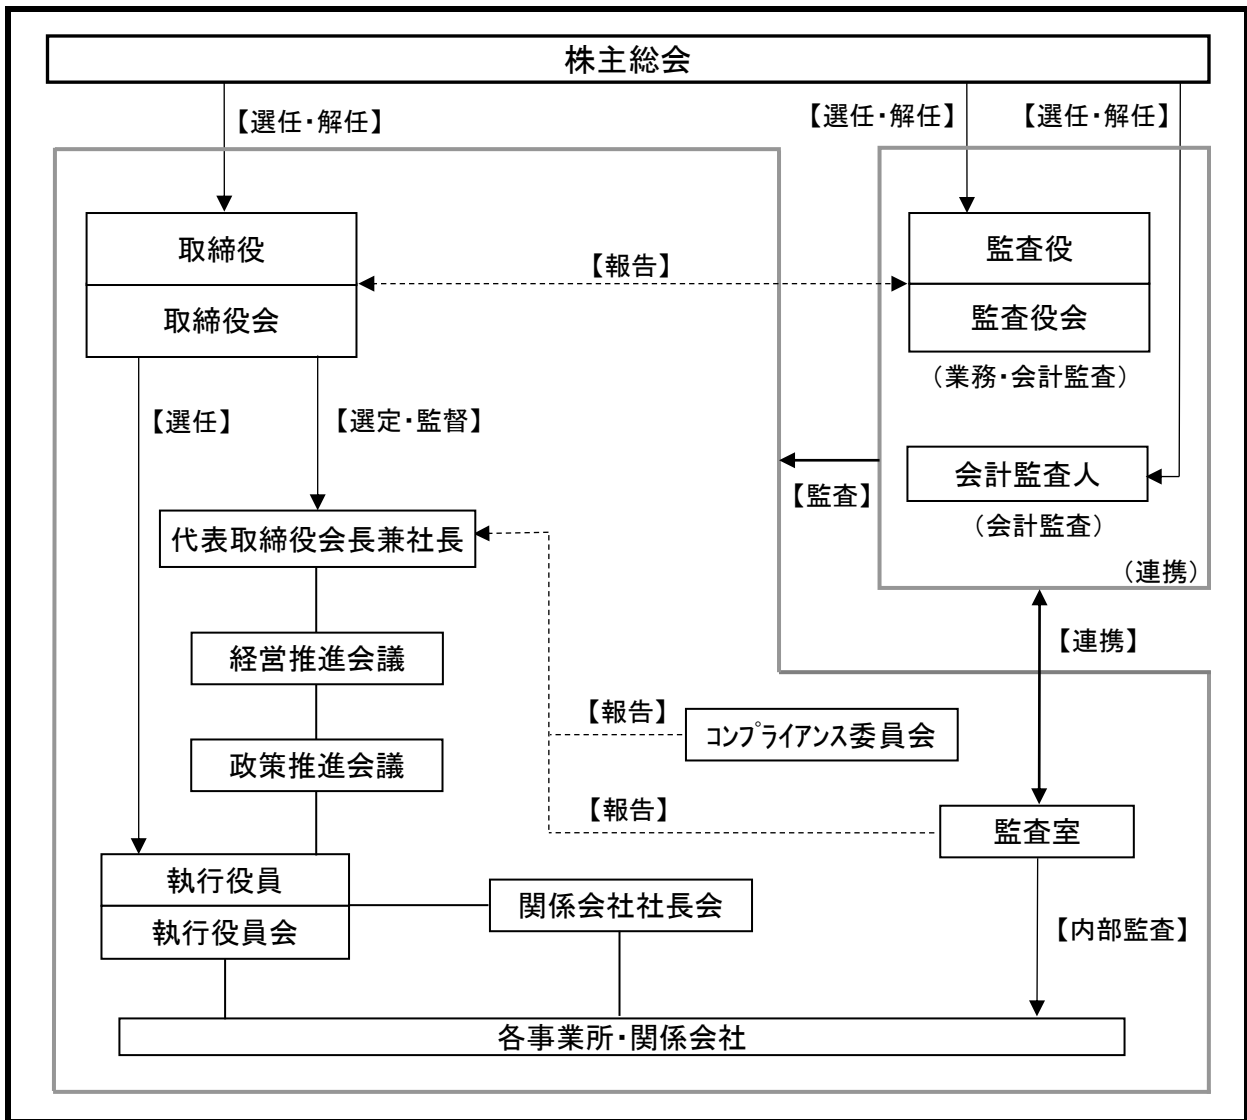 株主総会
【選任・解任】
【選任・解任】
【選任・解任】
取締役
取締役会
【報告】
監査役
監査役会
（業務・会計監査）
【選任】
【選定・監督】
会計監査人
（会計監査）
（連携）
【監査】
代表取締役会長兼社長
【連携】
経営推進会議
【報告】
コンプライアンス委員会
政策推進会議
【報告】
監査室
執行役員
執行役員会
関係会社社長会
【内部監査】
各事業所・関係会社